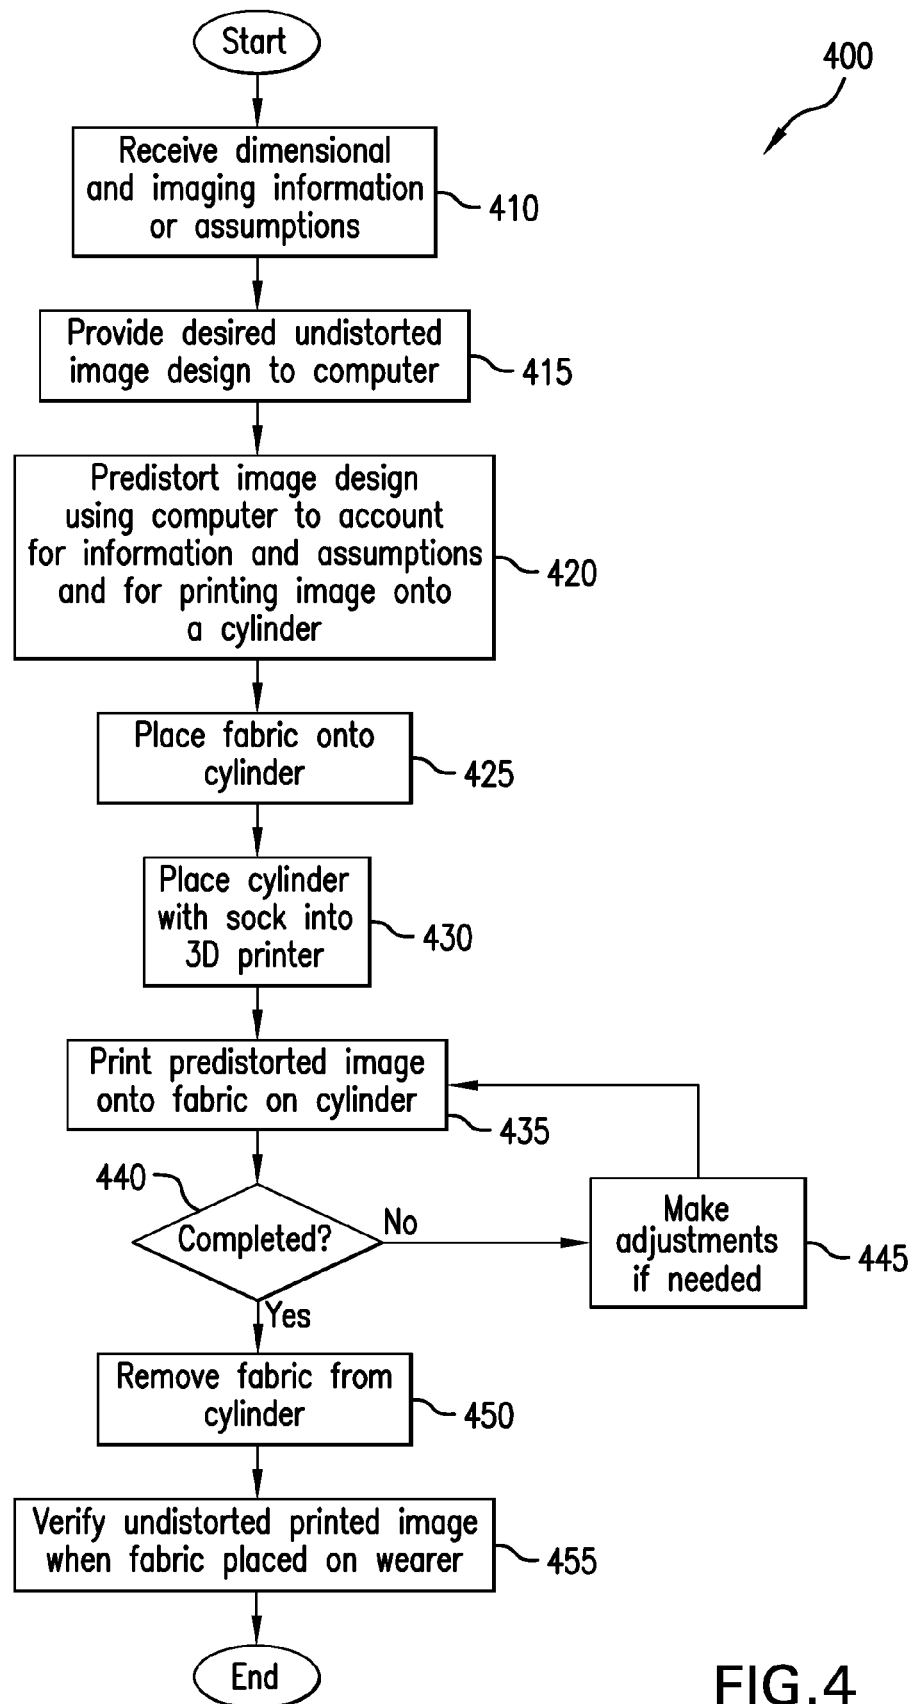 Start
400
Receive dimensional
and imaging information
or assumptions
410
Provide desired undistorted
image design to computer
415
Predistort image design
using computer to account
for information and assumptions
and for printing image onto
a cylinder
420
Place fabric onto
cylinder
425
Place cylinder
with sock into
3D printer
430
Print predistorted image
onto fabric on cylinder
435
440
Completed?
No
Make
adjustments
if needed
445
Yes
Remove fabric from
cylinder
450
Verify undistorted printed image
when fabric placed on wearer
455
End
FIG.4